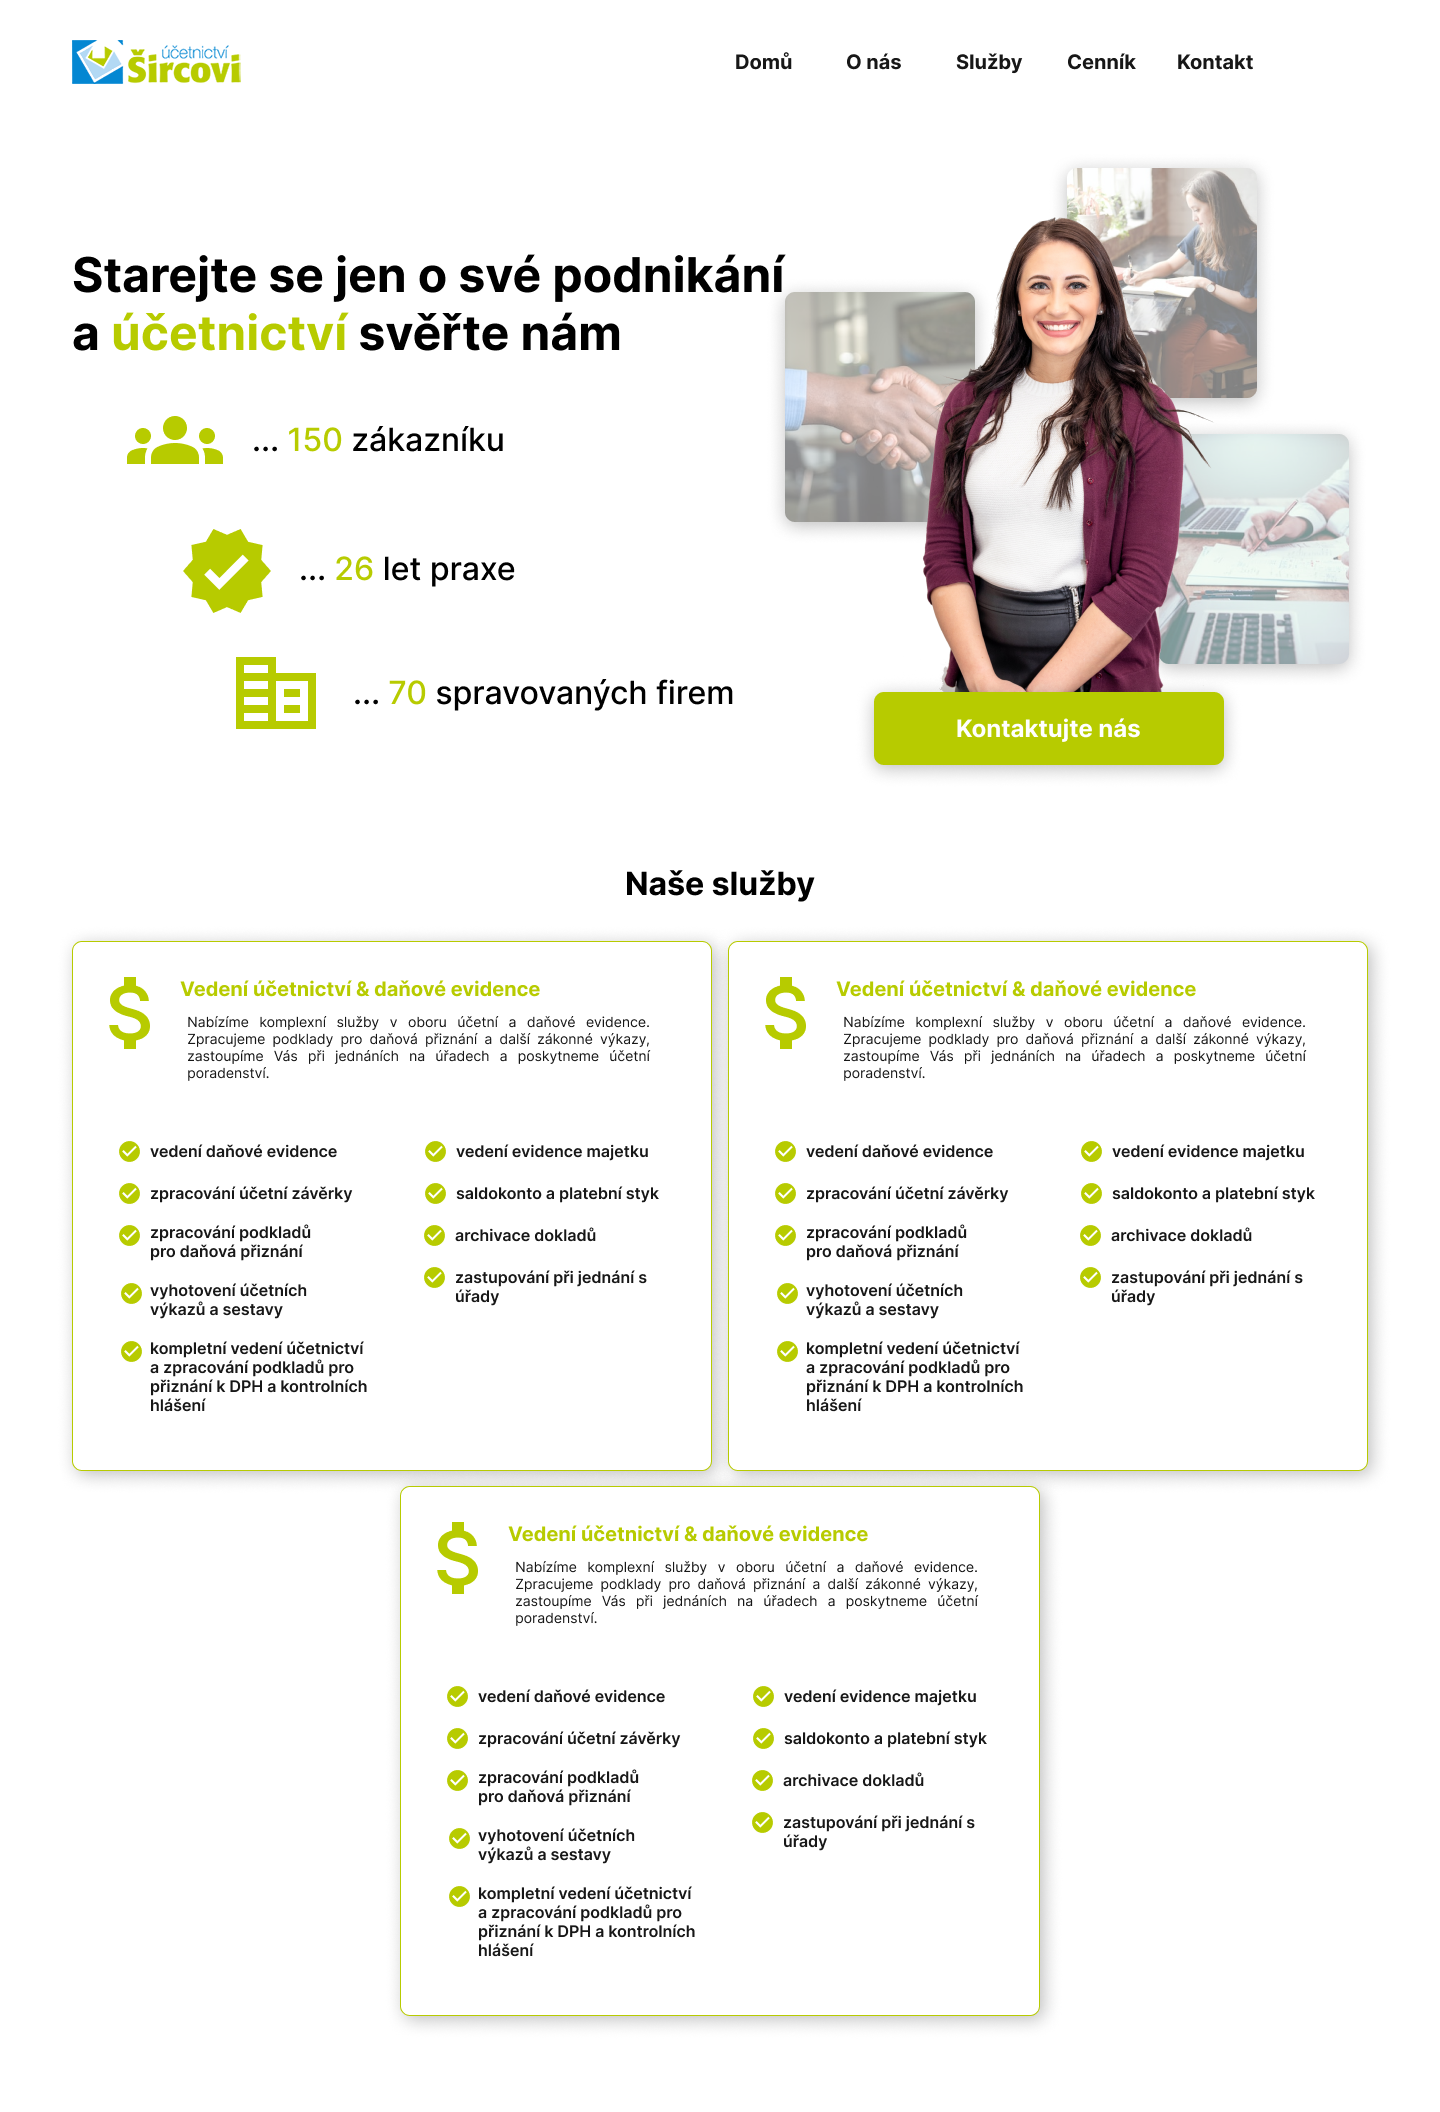 účetnictví
Šircovi
Domů
O nás
Služby
Cenník
Kontakt
Starejte se jen o své podnikání
a účetnictví svěřte nám
... 150 zákazníku
... 26 let praxe
... 70 spravovaných firem
Kontaktujte nás
Naše služby
Vedení účetnictví & daňové evidence
Nabízíme komplexní služby v oboru účetní a daňové evidence.
Zpracujeme podklady pro daňová přiznání a další zákonné výkazy,
zastoupíme Vás při jednáních na úřadech a poskytneme účetní
poradenství.
vedení daňové evidence
zpracování účetní závěrky
zpracování podkladů
pro daňová přiznání
vyhotovení účetních
výkazů a sestavy
kompletní vedení účetnictví
a zpracování podkladů pro
přiznání k DPH a kontrolních
hlášení
vedení evidence majetku
saldokonto a platební styk
archivace dokladů
zastupování při jednání s
úřady
Vedení účetnictví & daňové evidence
Nabízíme komplexní služby v oboru účetní a daňové evidence.
Zpracujeme podklady pro daňová přiznání a další zákonné výkazy,
zastoupíme Vás při jednáních na úřadech a poskytneme účetní
poradenství.
vedení daňové evidence
zpracování účetní závěrky
zpracování podkladů
pro daňová přiznání
vyhotovení účetních
výkazů a sestavy
kompletní vedení účetnictví
a zpracování podkladů pro
přiznání k DPH a kontrolních
hlášení
vedení evidence majetku
saldokonto a platební styk
archivace dokladů
zastupování při jednání s
úřady
Vedení účetnictví & daňové evidence
Nabízíme komplexní služby v oboru účetní a daňové evidence.
Zpracujeme podklady pro daňová přiznání a další zákonné výkazy,
zastoupíme Vás při jednáních na úřadech a poskytneme účetní
poradenství.
vedení daňové evidence
zpracování účetní závěrky
zpracování podkladů
pro daňová přiznání
vyhotovení účetních
výkazů a sestavy
kompletní vedení účetnictví
a zpracování podkladů pro
přiznání k DPH a kontrolních
hlášení
vedení evidence majetku
saldokonto a platební styk
archivace dokladů
zastupování při jednání s
úřady